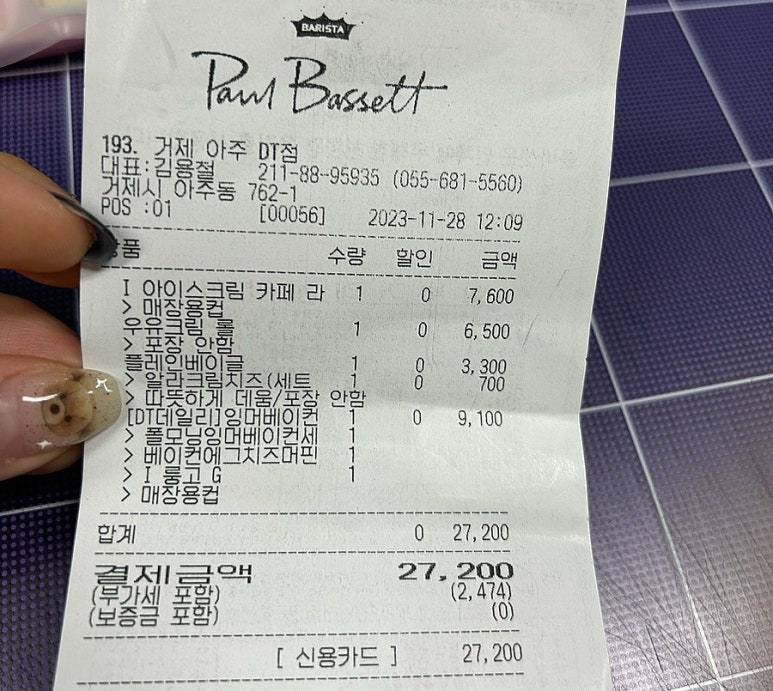 BARISTA
Paul Bassett
193. 거제 아주 DT점
대표:김용철 211-88-95935 (055-681-5560)
거제시 아주동 762-1
POS :01 [00056] 2023-11-28 12:09
품 수량 할인 금액
I 아이스크림 카페 라 1 0 7,600
> 매장용컵
우유크림 롤 1 0 6,500
> 포장 안함
플레인베이글 1 0 3,300
> 알라크림치즈(세트 1 0 700
> 따뜻하게 데움/포장 안함
[DT데일리]잉머베이컨 1 0 9,100
> 풀모닝잉머베이컨세 1
> 베이컨에그치즈머핀 1
> I 룽고 G 1
> 매장용컵
합계 0 27,200
결제금액 27,200
(부가세 포함) (2,474)
(보증금 포함) (0)
[ 신용카드 ] 27,200